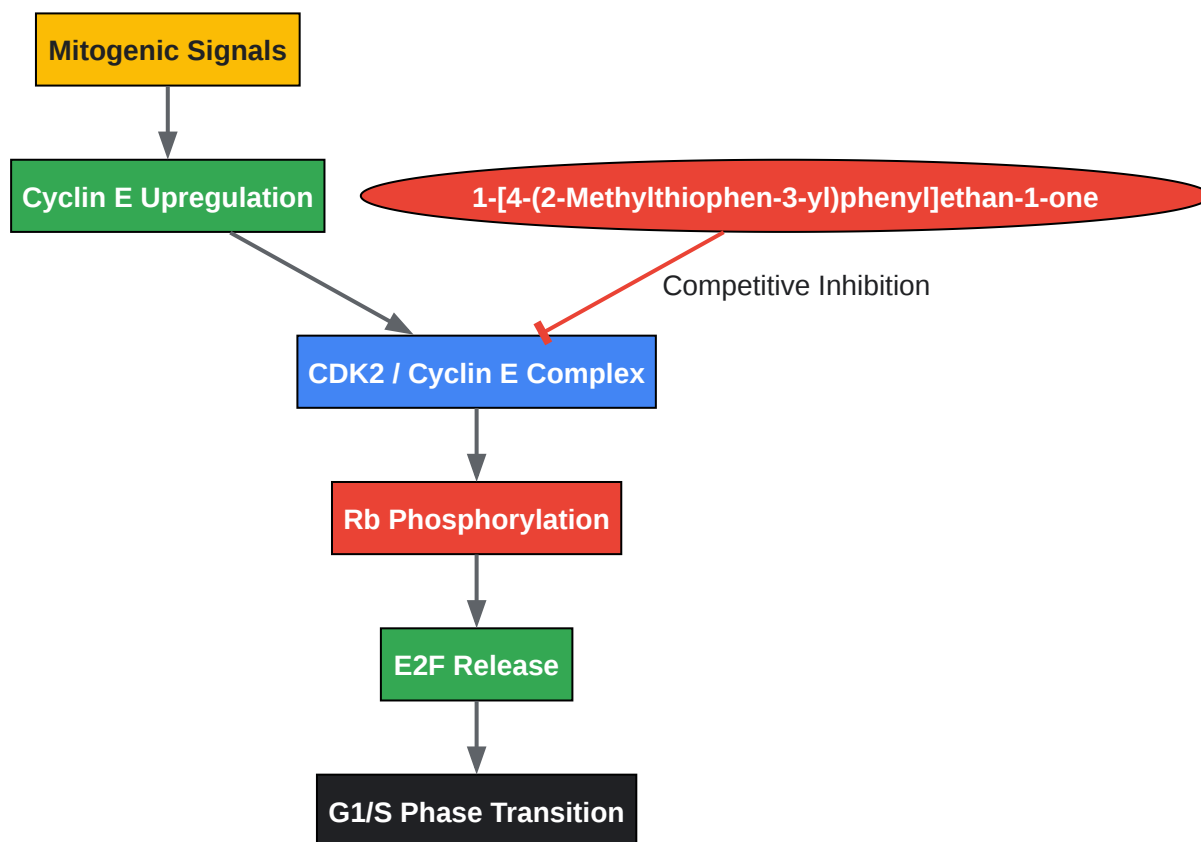 Mitogenic Signals
Cyclin E Upregulation
1-[4-(2-Methylthiophen-3-yl)phenyl]ethan-1-one
Competitive Inhibition
CDK2 / Cyclin E Complex
Rb Phosphorylation
E2F Release
G1/S Phase Transition